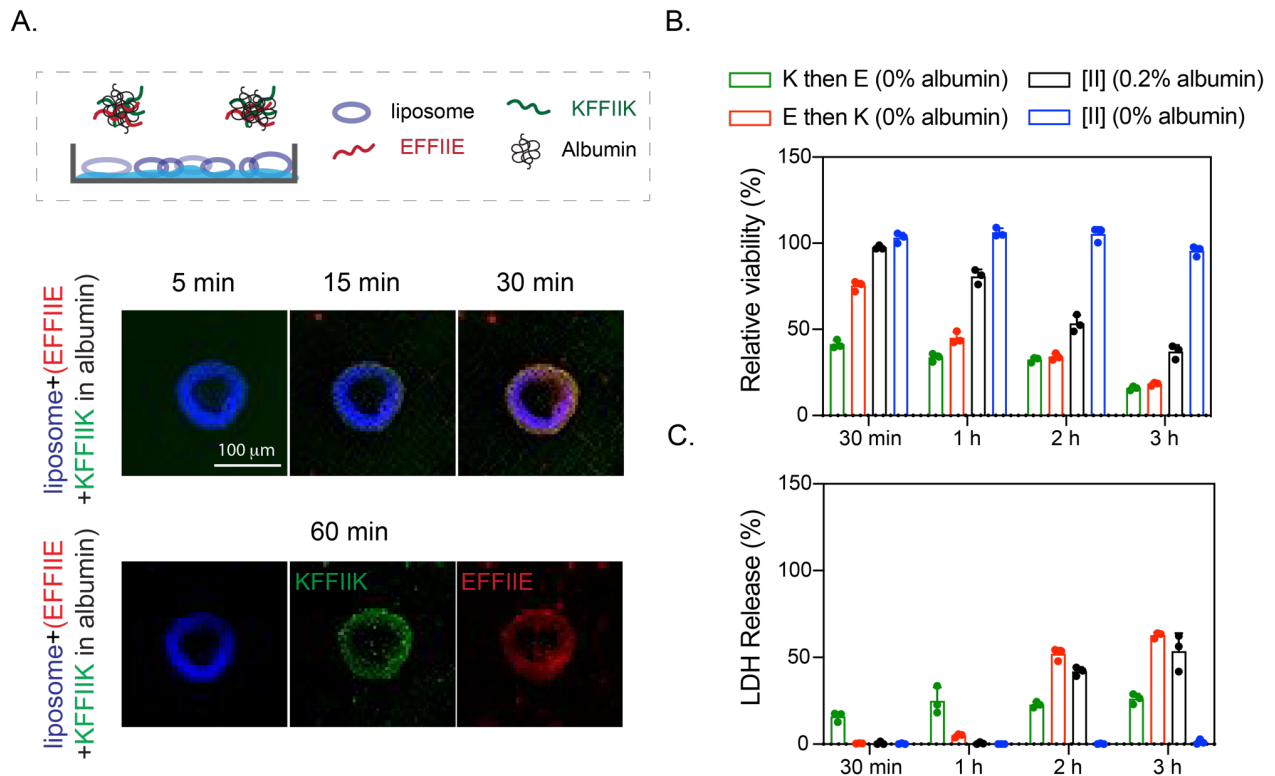 A.
liposome
KFFIIK
EFFIIE
Albumin
liposome+(EFFIIE
+KFFIIK in albumin)
5 min
15 min
30 min
100 μm
liposome+(EFFIIE
+KFFIIK in albumin)
60 min
KFFIIK
EFFIIE
B.
K then E (0% albumin)
[II] (0.2% albumin)
E then K (0% albumin)
[II] (0% albumin)
Relative viability (%)
150
100
50
0
30 min
1 h
2 h
3 h
C.
LDH Release (%)
150
100
50
0
30 min
1 h
2 h
3 h